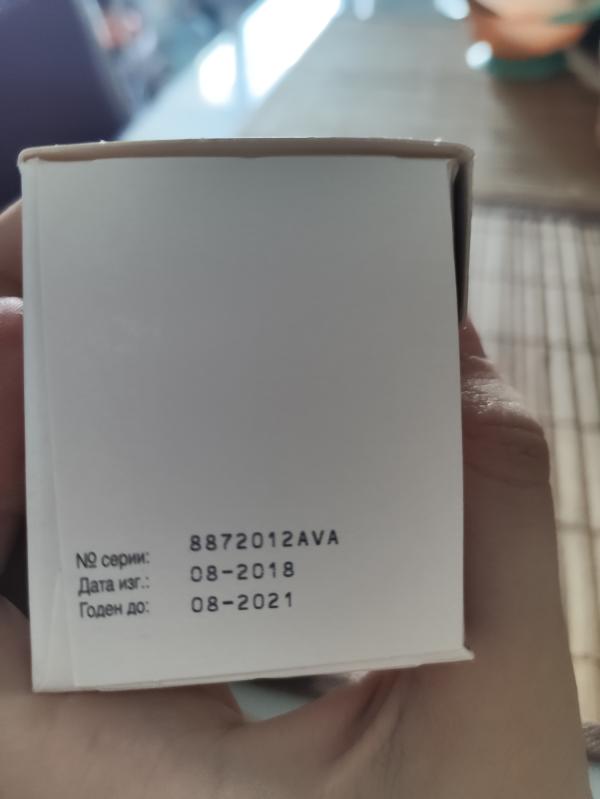 № серии: 8872012AVA
Дата изг.: 08-2018
Годен до: 08-2021